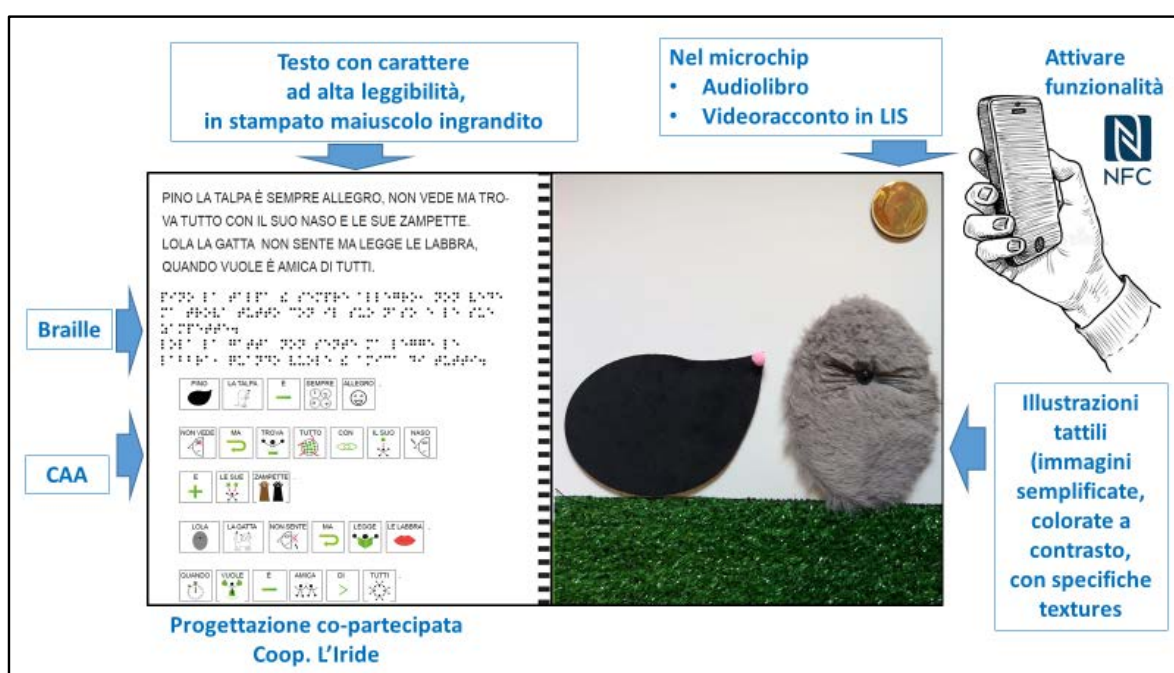 Testo con carattere
ad alta leggibilità,
in stampato maiuscolo ingrandito
Nel microchip
• Audiolibro
• Videoracconto in LIS
Attivare
funzionalità
NFC
PINO LA TALPA È SEMPRE ALLEGRO, NON VEDE MA TRO-
VA TUTTO CON IL SUO NASO E LE SUE ZAMPETTE.
LOLA LA GATTA NON SENTE MA LEGGE LE LABBRA,
QUANDO VUOLE È AMICA DI TUTTI.
Braille
CAA
PINO LA TALPA È SEMPRE ALLEGRO .
NON VEDE MA TROVA TUTTO CON IL SUO NASO
E LE SUE ZAMPETTE .
LOLA LA GATTA NON SENTE MA LEGGE LE LABBRA .
QUANDO VUOLE È AMICA DI TUTTI .
Illustrazioni
tattili
(immagini
semplificate,
colorate a
contrasto,
con specifiche
textures
Progettazione co-partecipata
Coop. L'Iride